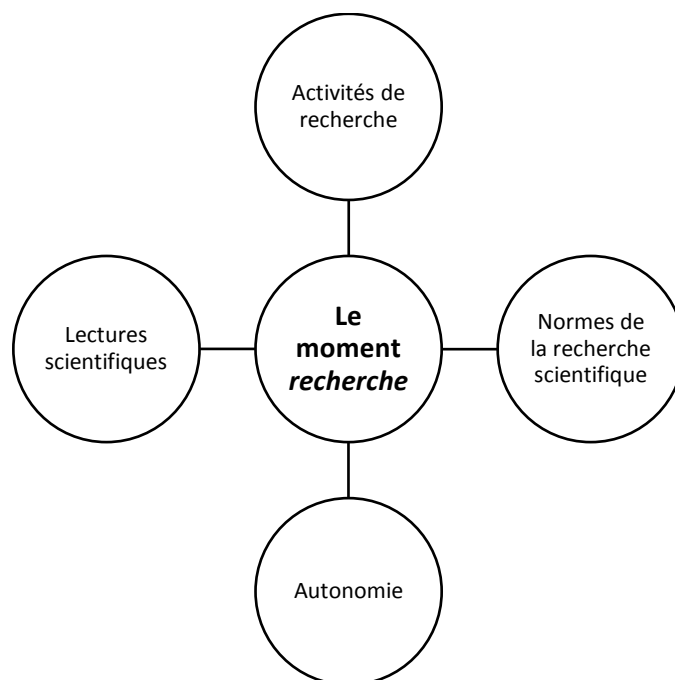 Activités de
recherche
Lectures
scientifiques
Le
moment
recherche
Normes de
la recherche
scientifique
Autonomie